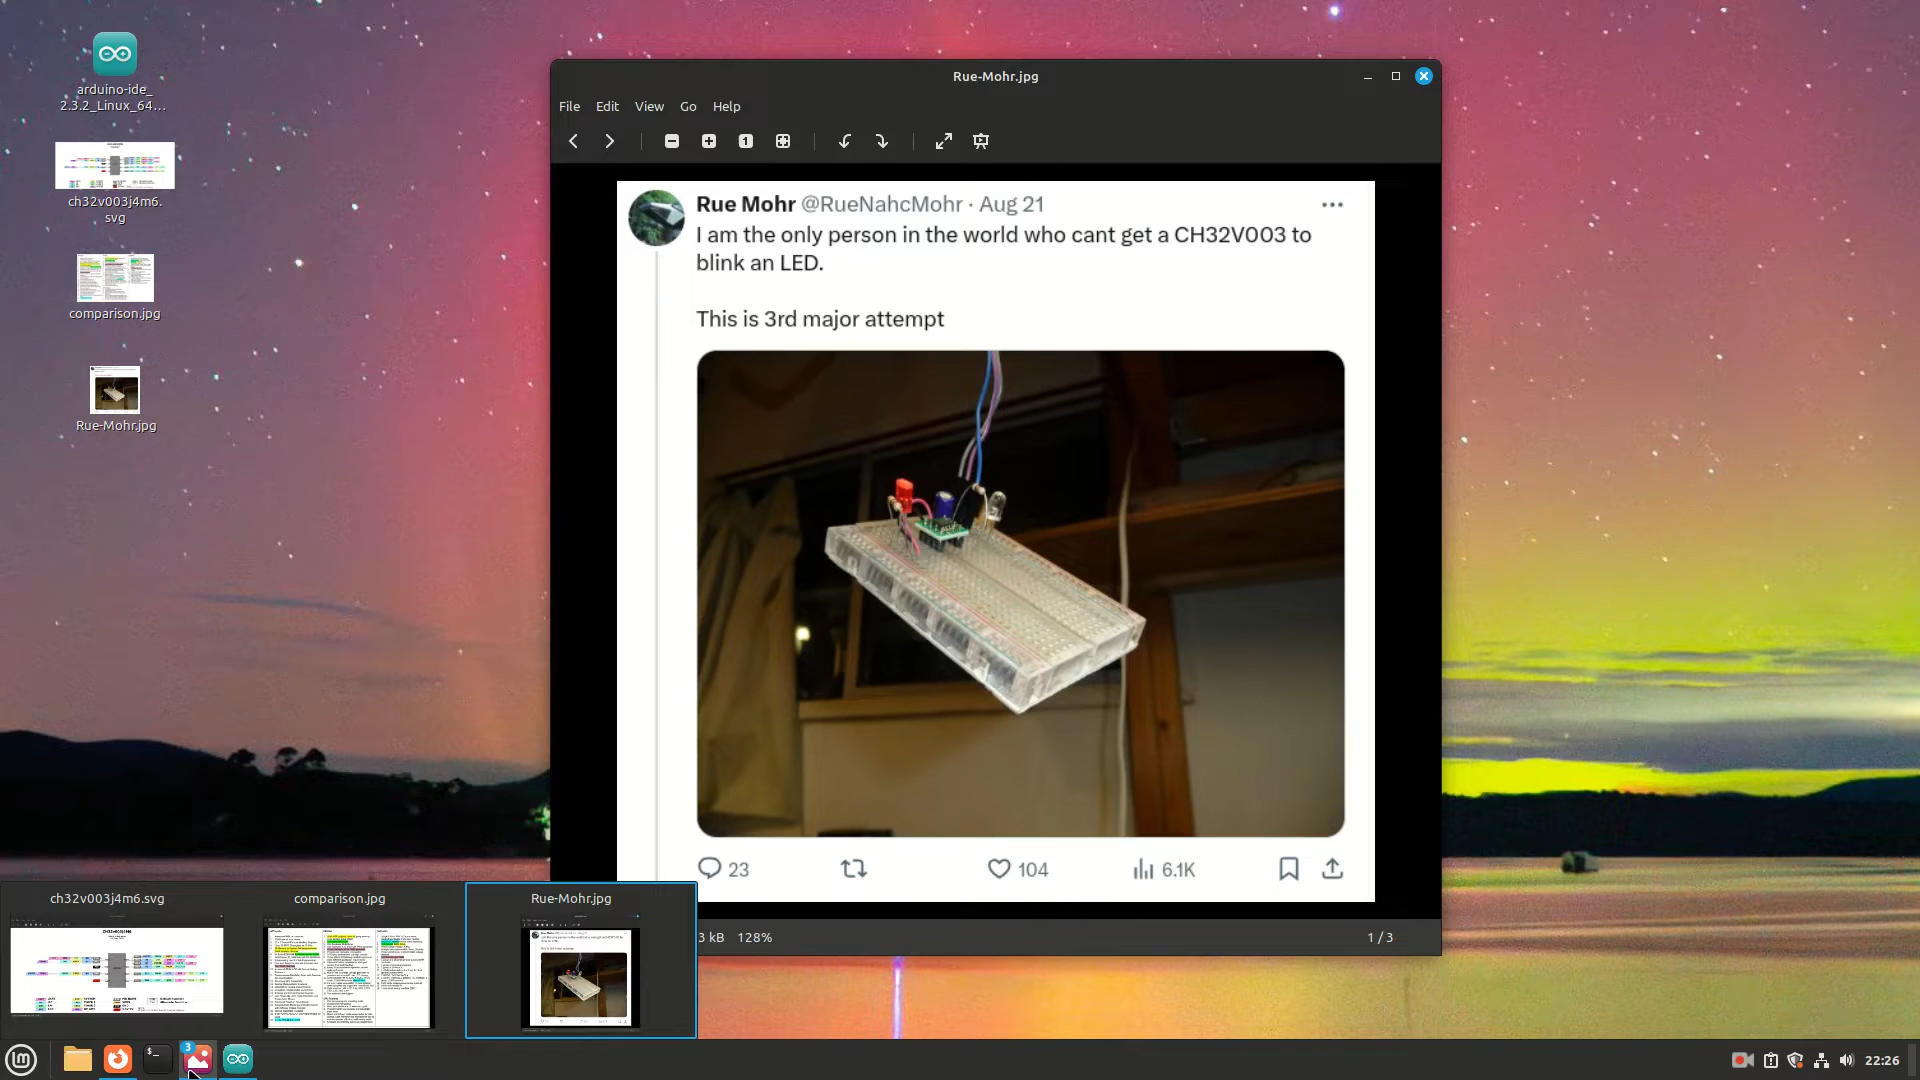 arduino-ide_
2.3.2_Linux_64...
ch32v003j4m6.
svg
comparison.jpg
Rue-Mohr.jpg
Rue-Mohr.jpg
File Edit View Go Help
Rue Mohr @RueNahcMohr · Aug 21
I am the only person in the world who cant get a CH32V003 to
blink an LED.
This is 3rd major attempt
23 104 6.1K
3 kB 128% 1 / 3
ch32v003j4m6.svg comparison.jpg Rue-Mohr.jpg
3
22:26